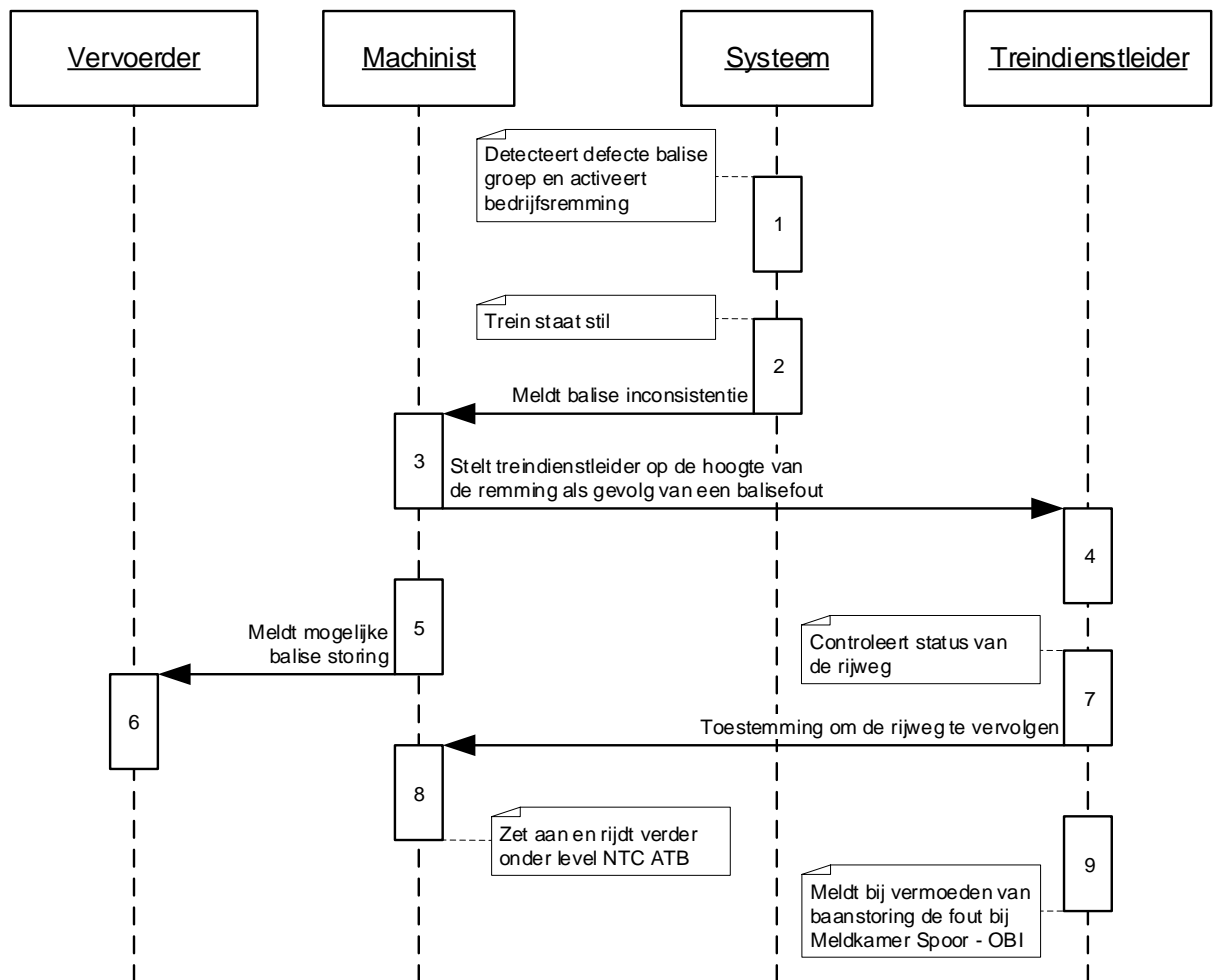 Vervoerder
Machinist
Systeem
Treindienstleider
Detecteert defecte balise
groep en activeert
bedrijfsremming
1
Trein staat stil
2
Meldt balise inconsistentie
3
Stelt treindienstleider op de hoogte van
de remming als gevolg van een balisefout
4
5
Meldt mogelijke
balise storing
Controleert status van
de rijweg
6
7
Toestemming om de rijweg te vervolgen
8
Zet aan en rijdt verder
onder level NTC ATB
9
Meldt bij vermoeden van
baanstoring de fout bij
Meldkamer Spoor - OBI